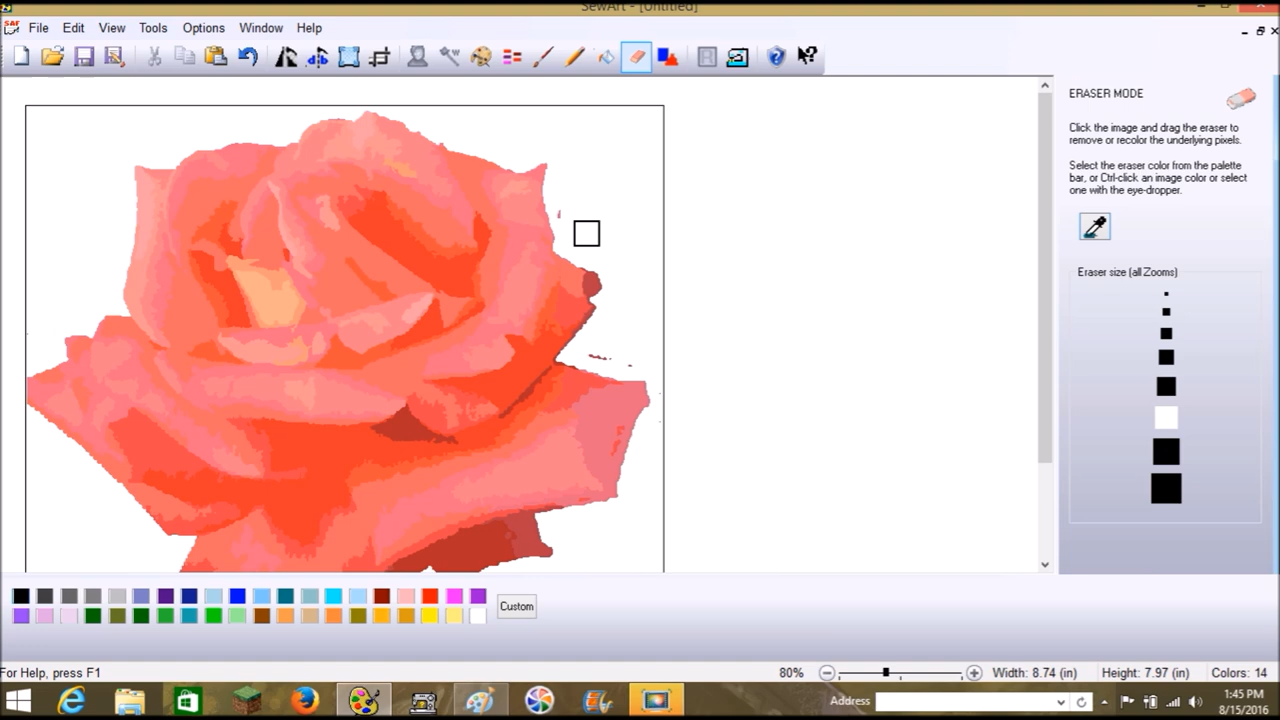 SewArt - [Untitled]
File Edit View Tools Options Window Help
ERASER MODE
Click the image and drag the eraser to
remove or recolor the underlying pixels.
Select the eraser color from the palette
bar, or Ctrl-click an image color or select
one with the eye-dropper.
Eraser size (all Zooms)
Custom
For Help, press F1
80%
Width: 8.74 (in)
Height: 7.97 (in)
Colors: 14
Address
1:45 PM
8/15/2016